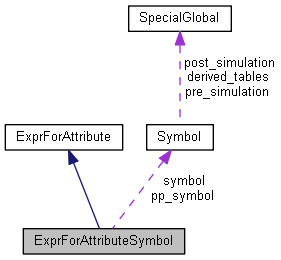 SpecialGlobal
post_simulation
derived_tables
pre_simulation
ExprForAttribute
Symbol
symbol
pp_symbol
ExprForAttributeSymbol